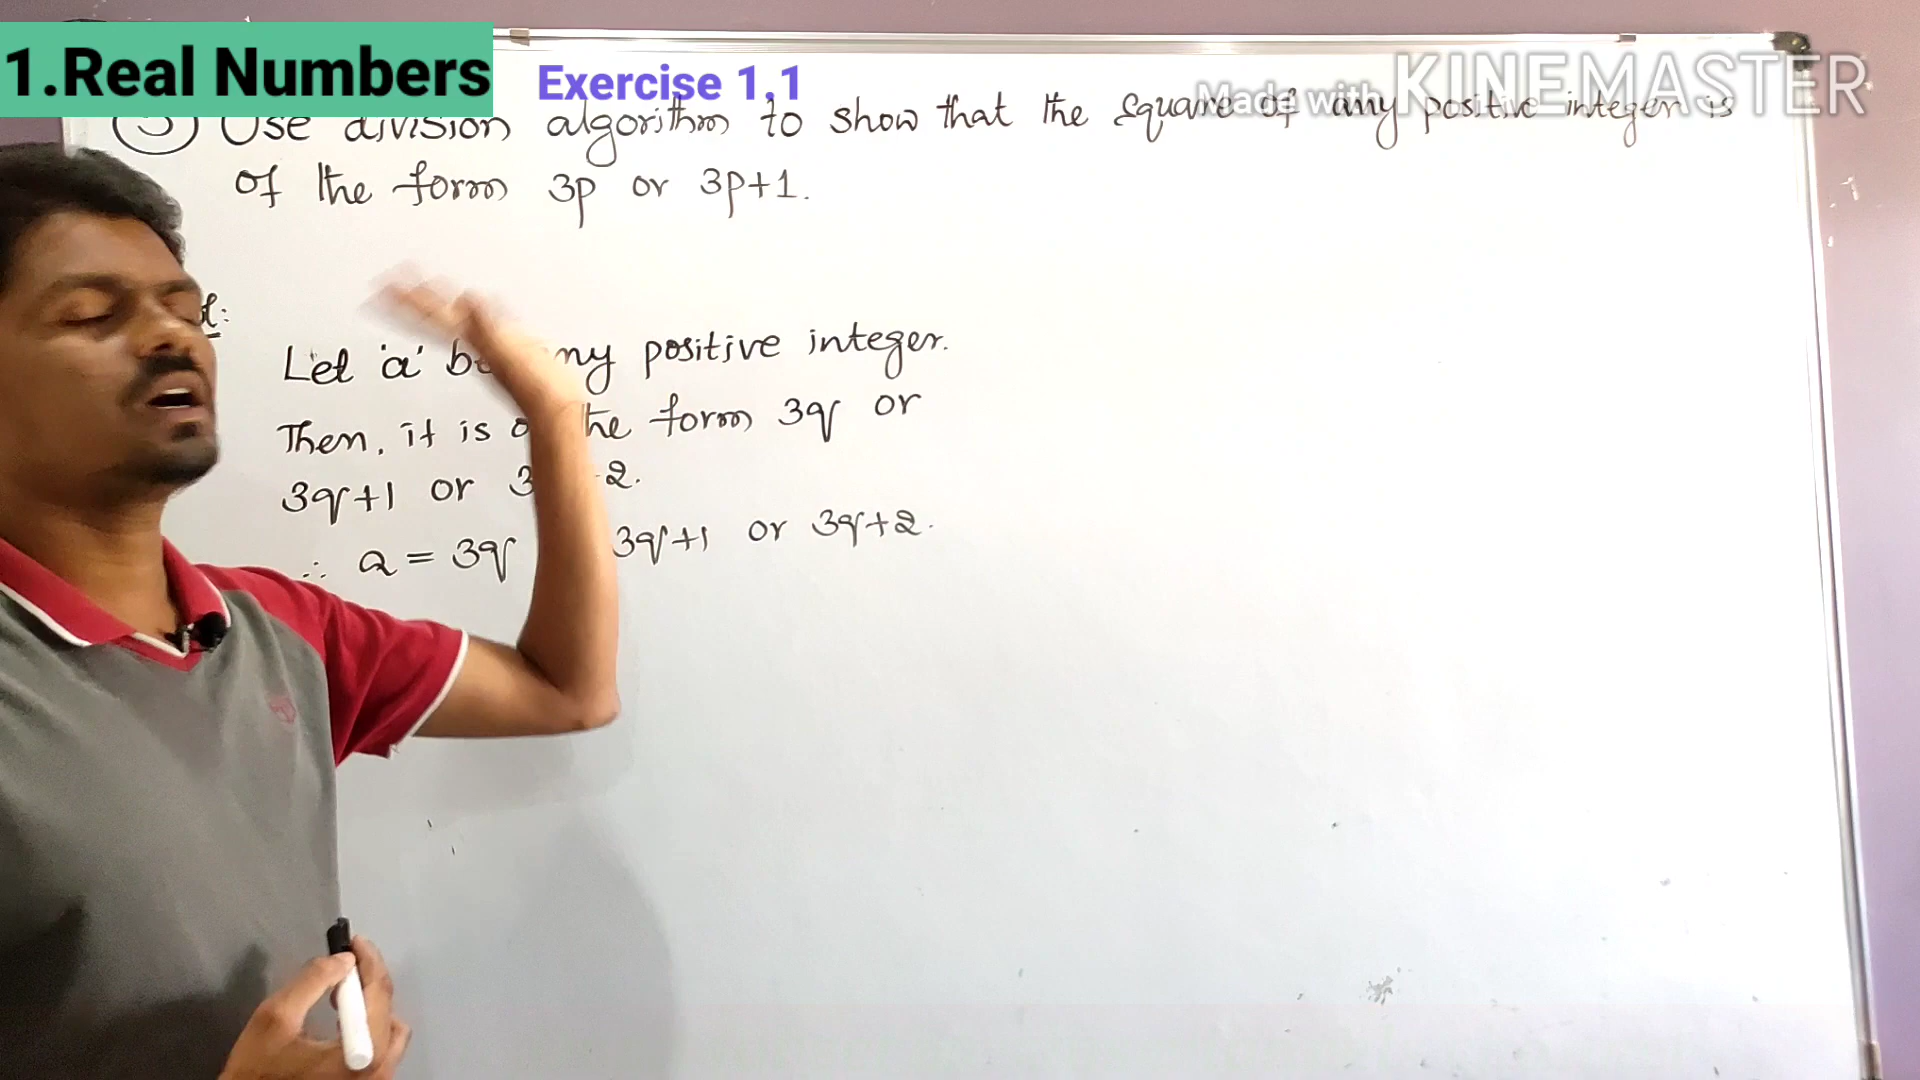 1.Real Numbers
Exercise 1.1
Made with KINEMASTER
Use division algorithm to show that the square of any positive integer is
of the form 3p or 3p+1.
Let 'a' be any positive integer.
Then, it is of the form 3q or
3q+1 or 3 +2.
∴ a = 3q 3q+1 or 3q+2.